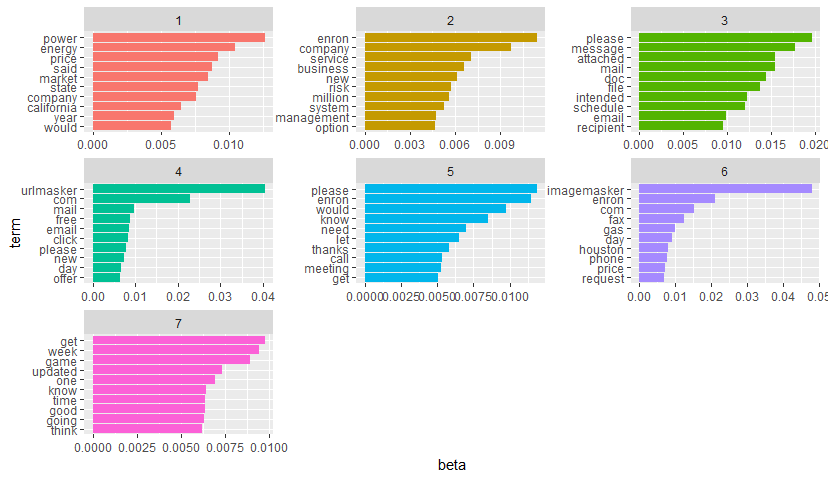 1
power
energy
price
said
market
state
company
california
year
would
0.000 0.005 0.010
2
enron
company
service
business
new
risk
million
system
management
option
0.000 0.003 0.006 0.009
3
please
message
attached
mail
doc
file
intended
schedule
email
recipient
0.000 0.005 0.010 0.015 0.020
4
urlmasker
com
mail
free
email
click
please
new
day
offer
0.00 0.01 0.02 0.03 0.04
5
please
enron
would
know
need
let
thanks
call
meeting
get
0.0000 0.0025 0.0050 0.0075 0.0100
6
imagemasker
enron
com
fax
gas
day
houston
phone
price
request
0.00 0.01 0.02 0.03 0.04 0.05
7
get
week
game
updated
one
know
time
good
going
think
0.0000 0.0025 0.0050 0.0075 0.0100
term
beta